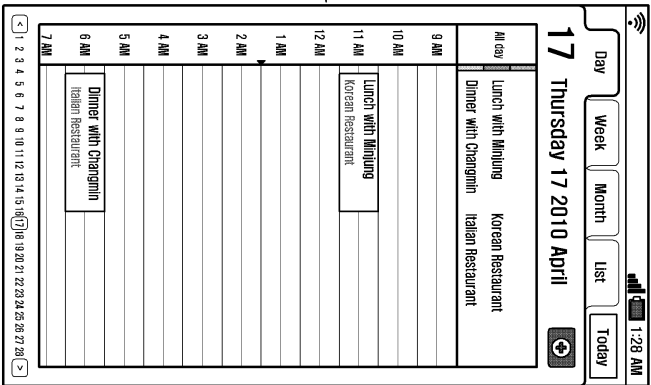 1:28 AM
Day Week Month List Today
17 Thursday 17 2010 April
All day
Lunch with Minjung Korean Restaurant
Dinner with Changmin Italian Restaurant
9 AM
10 AM
11 AM
Lunch with Minjung
Korean Restaurant
12 AM
1 AM
2 AM
3 AM
4 AM
5 AM
6 AM
Dinner with Changmin
Italian Restaurant
7 AM
< 1 2 3 4 5 6 7 8 9 10 11 12 13 14 15 16 17 18 19 20 21 22 23 24 25 26 27 28 >